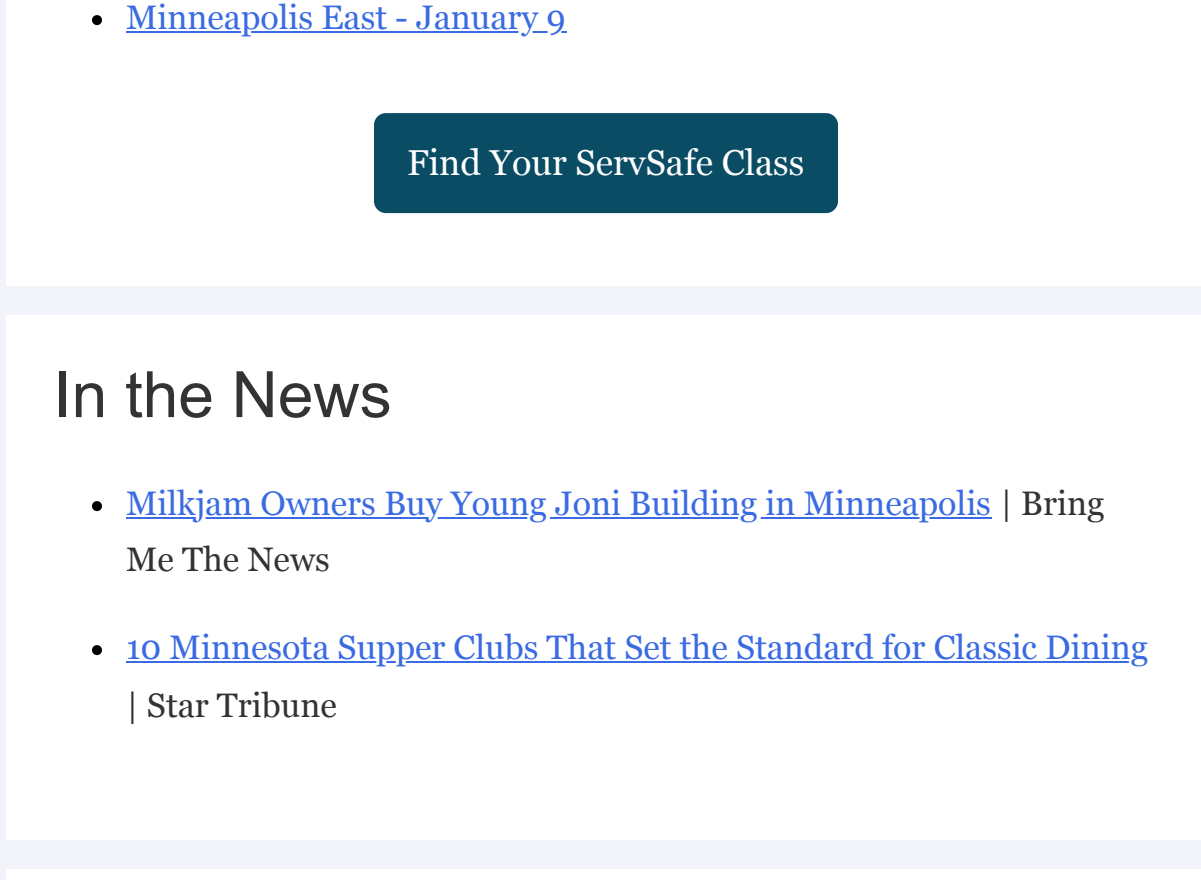 Minneapolis East - January 9
Find Your ServSafe Class
In the News
Milkjam Owners Buy Young Joni Building in Minneapolis | Bring
Me The News
10 Minnesota Supper Clubs That Set the Standard for Classic Dining
| Star Tribune